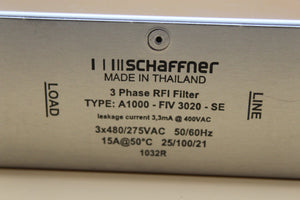 SCHAFFNER
MADE IN THAILAND
3 Phase RFI Filter
TYPE: A1000 - FIV 3020 - SE
leakage current 3,3mA @ 400VAC
3x480/275VAC 50/60Hz
15A@50°C 25/100/21
1032R
LOAD
LINE